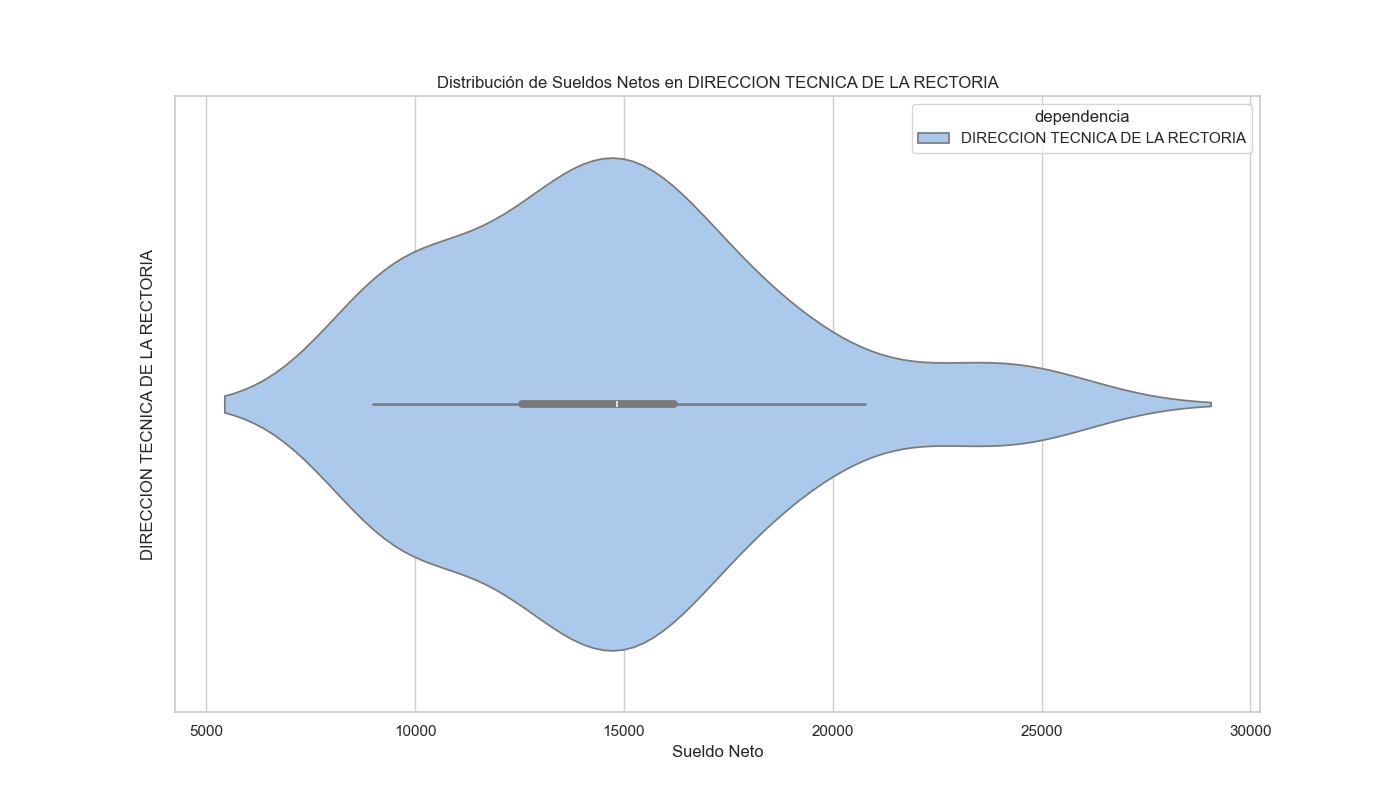 Distribución de Sueldos Netos en DIRECCION TECNICA DE LA RECTORIA
dependencia
DIRECCION TECNICA DE LA RECTORIA
DIRECCION TECNICA DE LA RECTORIA
5000 10000 15000 20000 25000 30000
Sueldo Neto